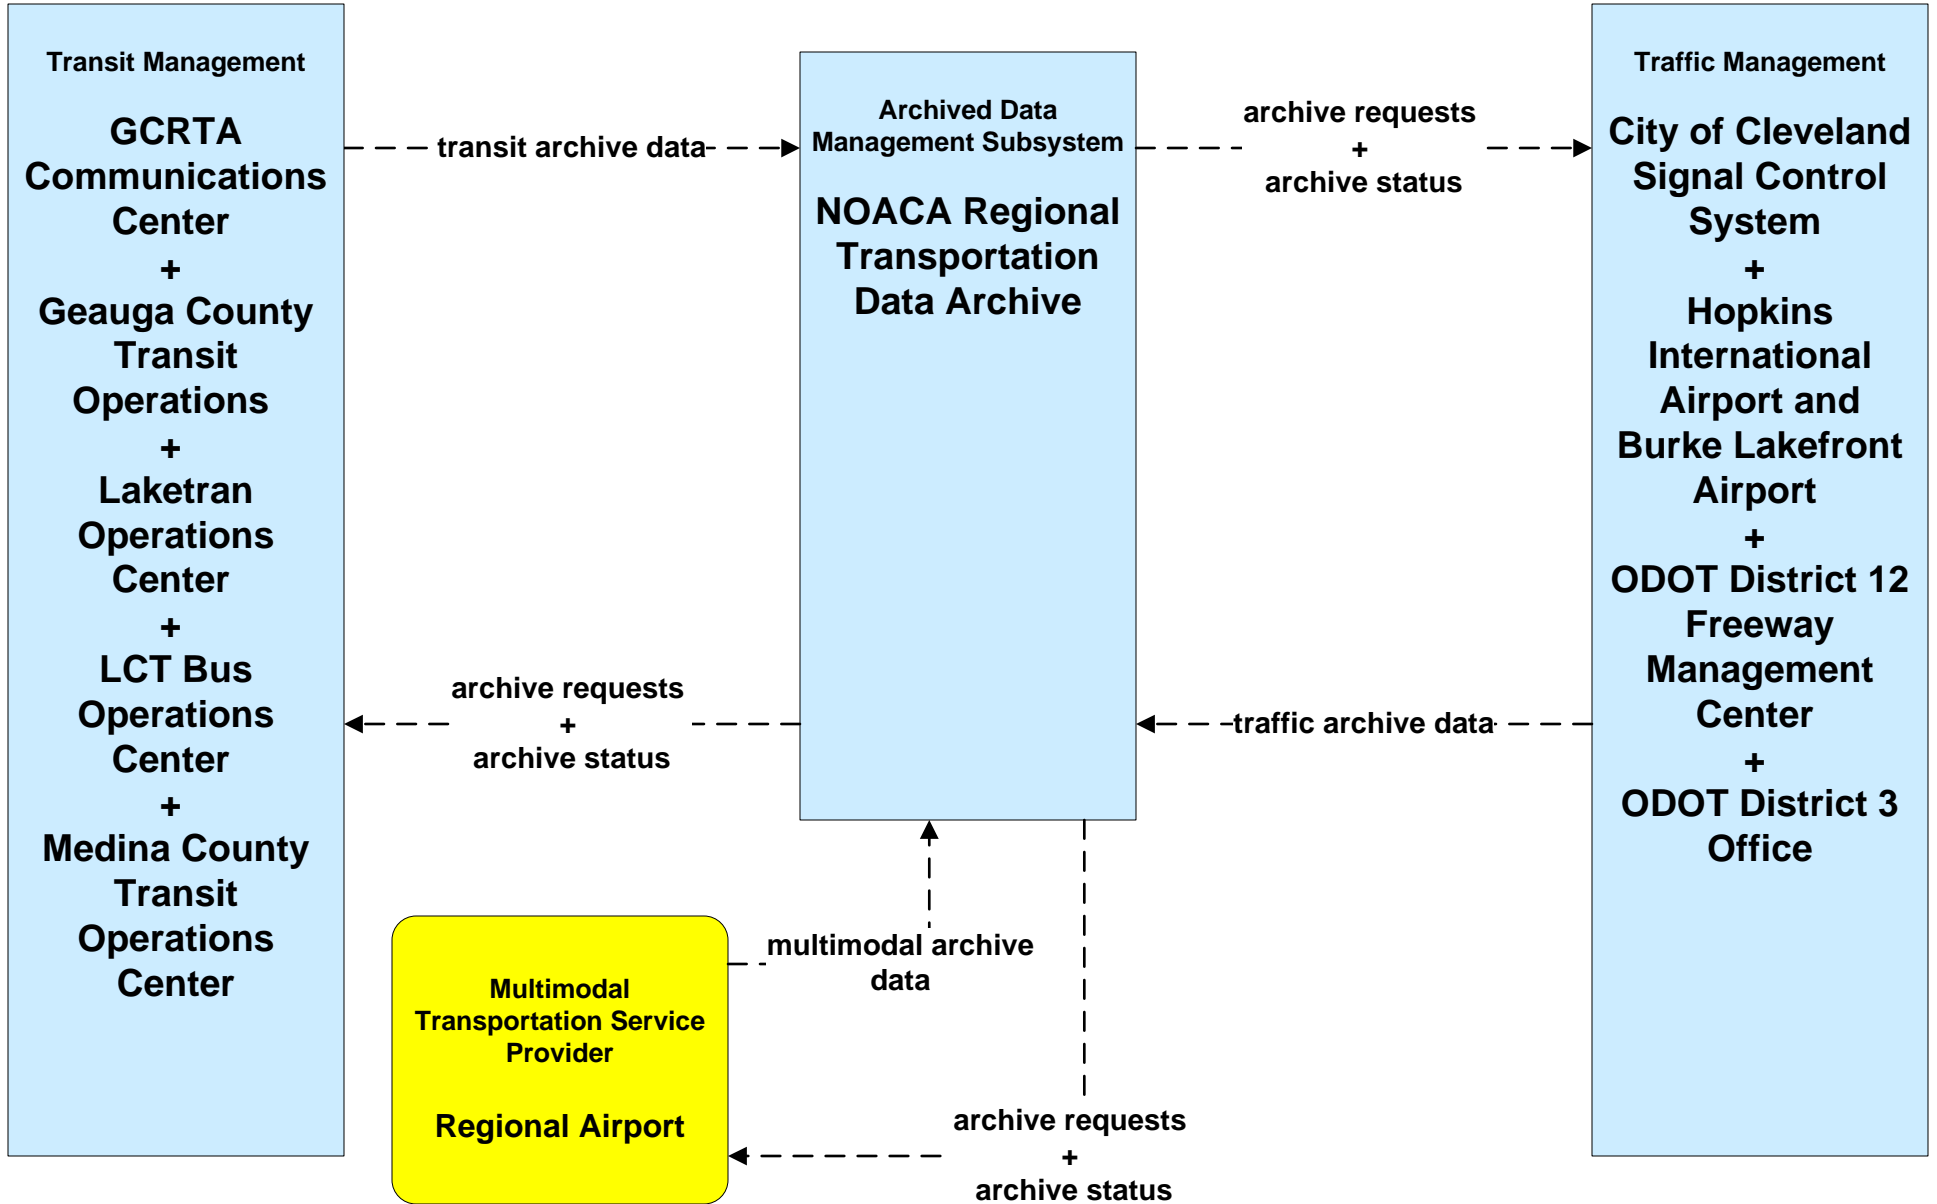 Transit Management
GCRTA
Communications
Center
+
Geauga County
Transit
Operations
+
Laketran
Operations
Center
+
LCT Bus
Operations
Center
+
Medina County
Transit
Operations
Center
transit archive data
archive requests
+
archive status
Archived Data
Management Subsystem
NOACA Regional
Transportation
Data Archive
archive requests
+
archive status
traffic archive data
Traffic Management
City of Cleveland
Signal Control
System
+
Hopkins
International
Airport and
Burke Lakefront
Airport
+
ODOT District 12
Freeway
Management
Center
+
ODOT District 3
Office
Multimodal
Transportation Service
Provider
Regional Airport
multimodal archive
data
archive requests
+
archive status